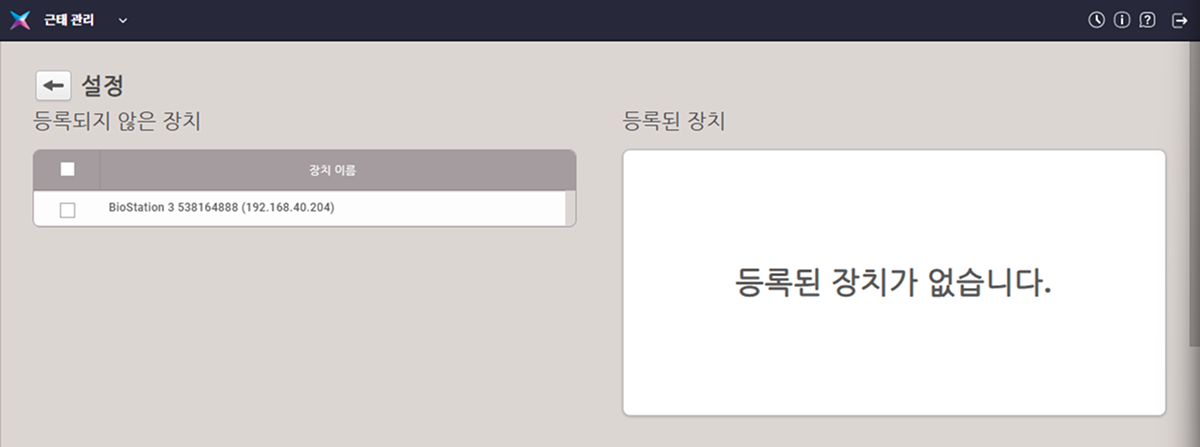 근태 관리
설정
등록되지 않은 장치
장치 이름
BioStation 3 538164888 (192.168.40.204)
등록된 장치
등록된 장치가 없습니다.